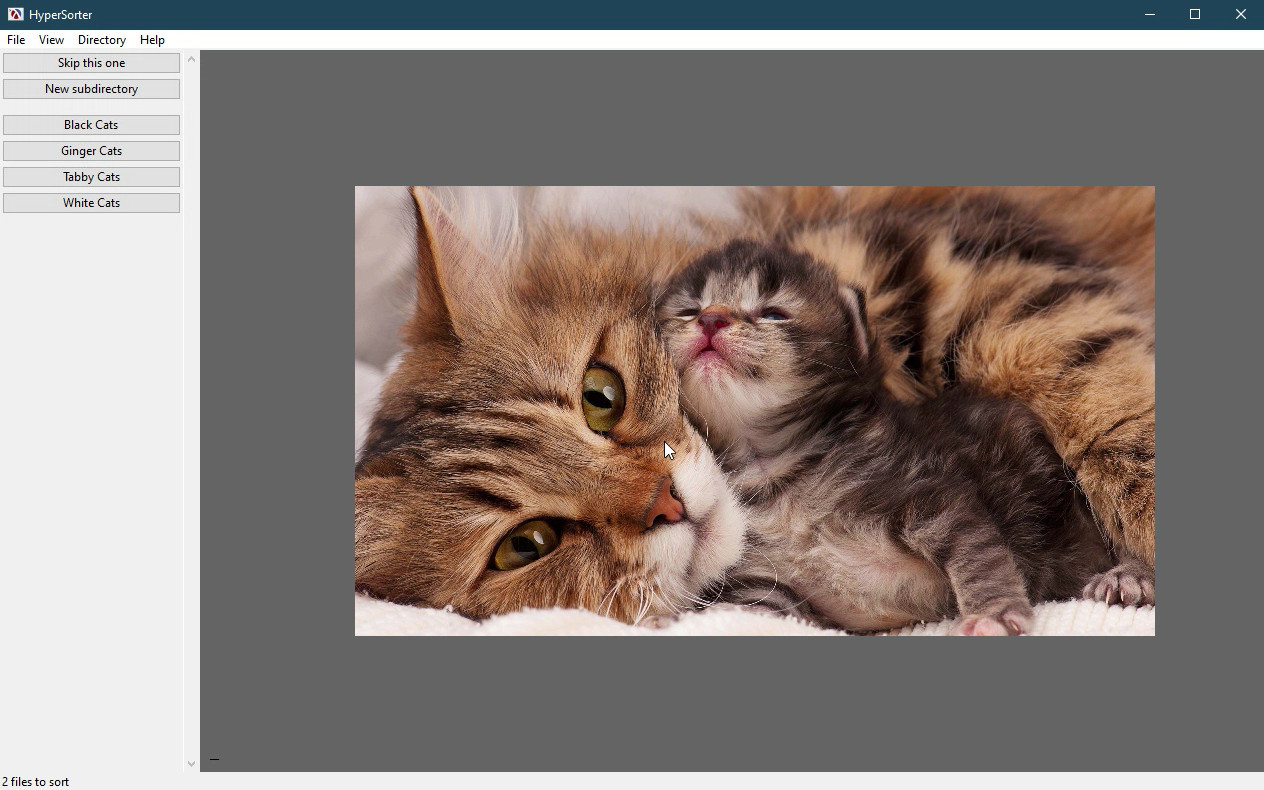 HyperSorter
File View Directory Help
Skip this one
New subdirectory
Black Cats
Ginger Cats
Tabby Cats
White Cats
2 files to sort